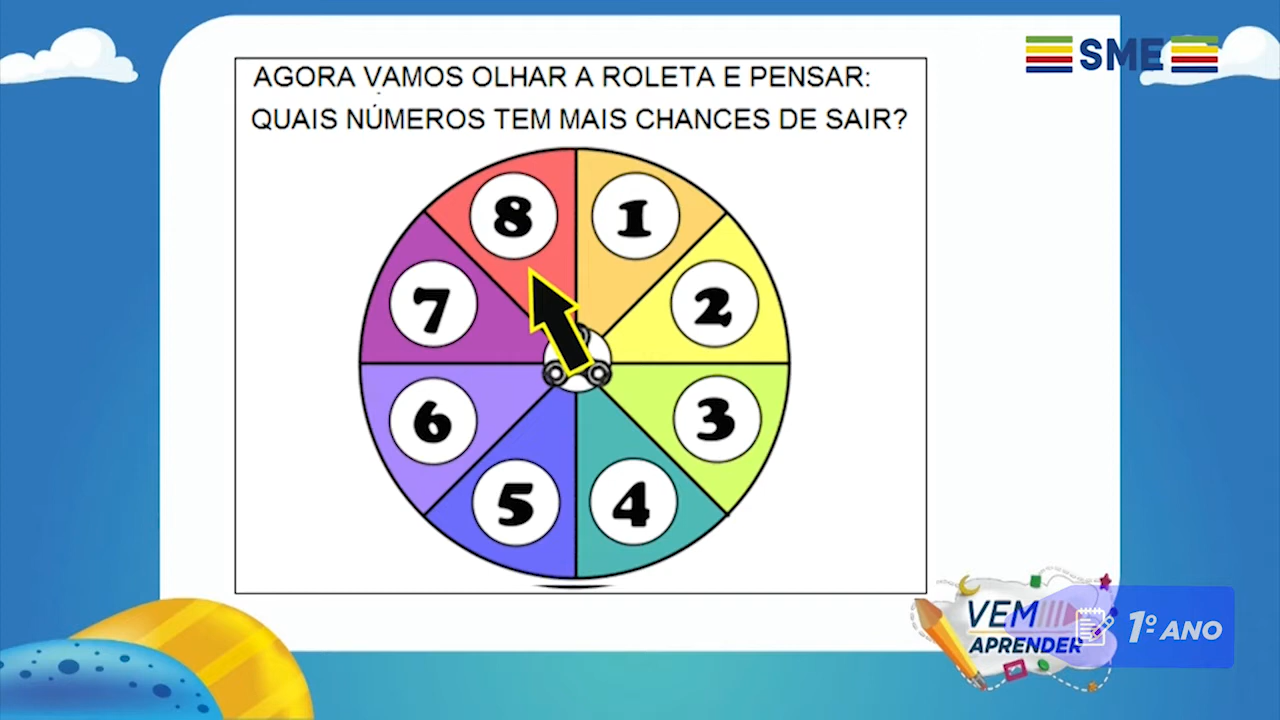 SME
AGORA VAMOS OLHAR A ROLETA E PENSAR:
QUAIS NÚMEROS TEM MAIS CHANCES DE SAIR?
8
1
7
2
6
3
5
4
VEM
APRENDER
1º ANO